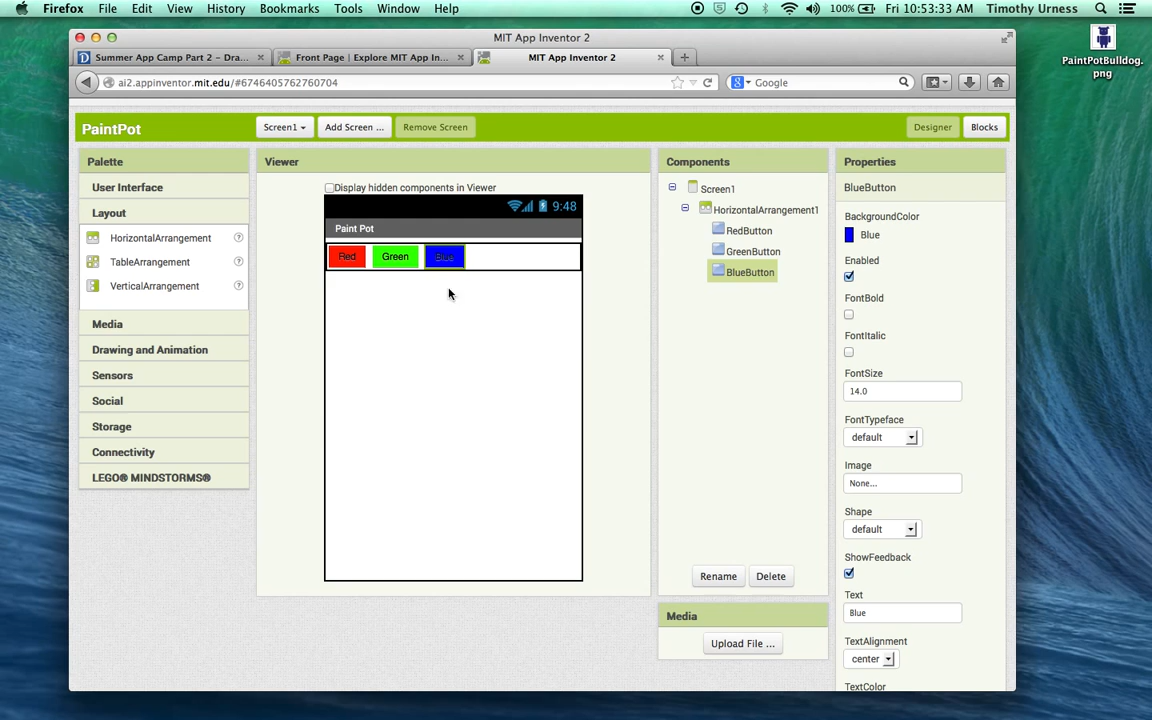 Firefox File Edit View History Bookmarks Tools Window Help 100% Fri 10:53:33 AM Timothy Urness
MIT App Inventor 2
Summer App Camp Part 2 – Dra... Front Page | Explore MIT App In... MIT App Inventor 2
ai2.appinventor.mit.edu/#6746405762760704 Google
PaintPotBulldog.
png
PaintPot Screen1 Add Screen ... Remove Screen Designer Blocks
Palette Viewer Components Properties
User Interface
Layout
HorizontalArrangement
TableArrangement
VerticalArrangement
Media
Drawing and Animation
Sensors
Social
Storage
Connectivity
LEGO® MINDSTORMS®
Display hidden components in Viewer
9:48
Paint Pot
Red Green Blue
Screen1
HorizontalArrangement1
RedButton
GreenButton
BlueButton
Rename Delete
Media
Upload File ...
BlueButton
BackgroundColor
Blue
Enabled
FontBold
FontItalic
FontSize
14.0
FontTypeface
default
Image
None...
Shape
default
ShowFeedback
Text
Blue
TextAlignment
center
TextColor